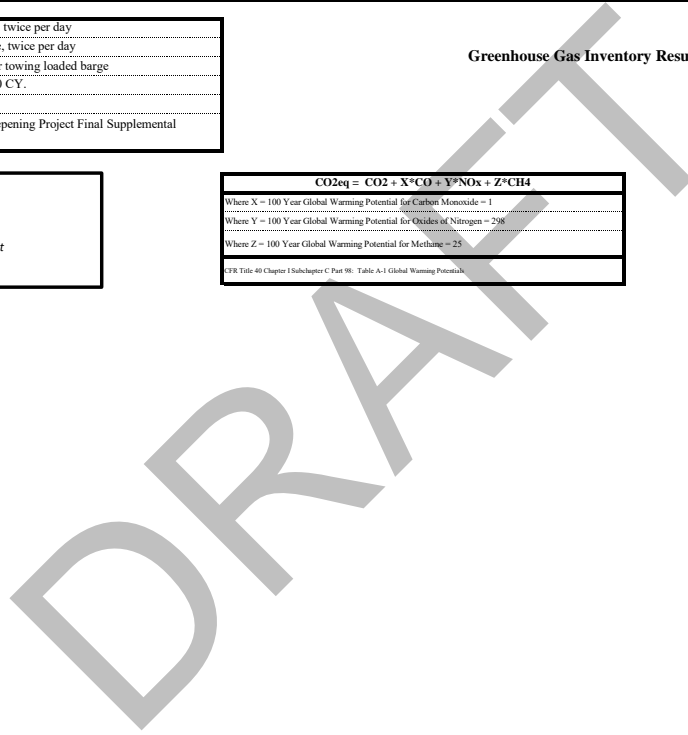 twice per day
, twice per day
towing loaded barge
0 CY.
pening Project Final Supplemental
Greenhouse Gas Inventory Resu
t
CO2eq = CO2 + X*CO + Y*NOx + Z*CH4
Where X = 100 Year Global Warming Potential for Carbon Monoxide = 1
Where Y = 100 Year Global Warming Potential for Oxides of Nitrogen = 298
Where Z = 100 Year Global Warming Potential for Methane = 25
CFR Title 40 Chapter I Subchapter C Part 98: Table A-1 Global Warming Potentials
DRAFT